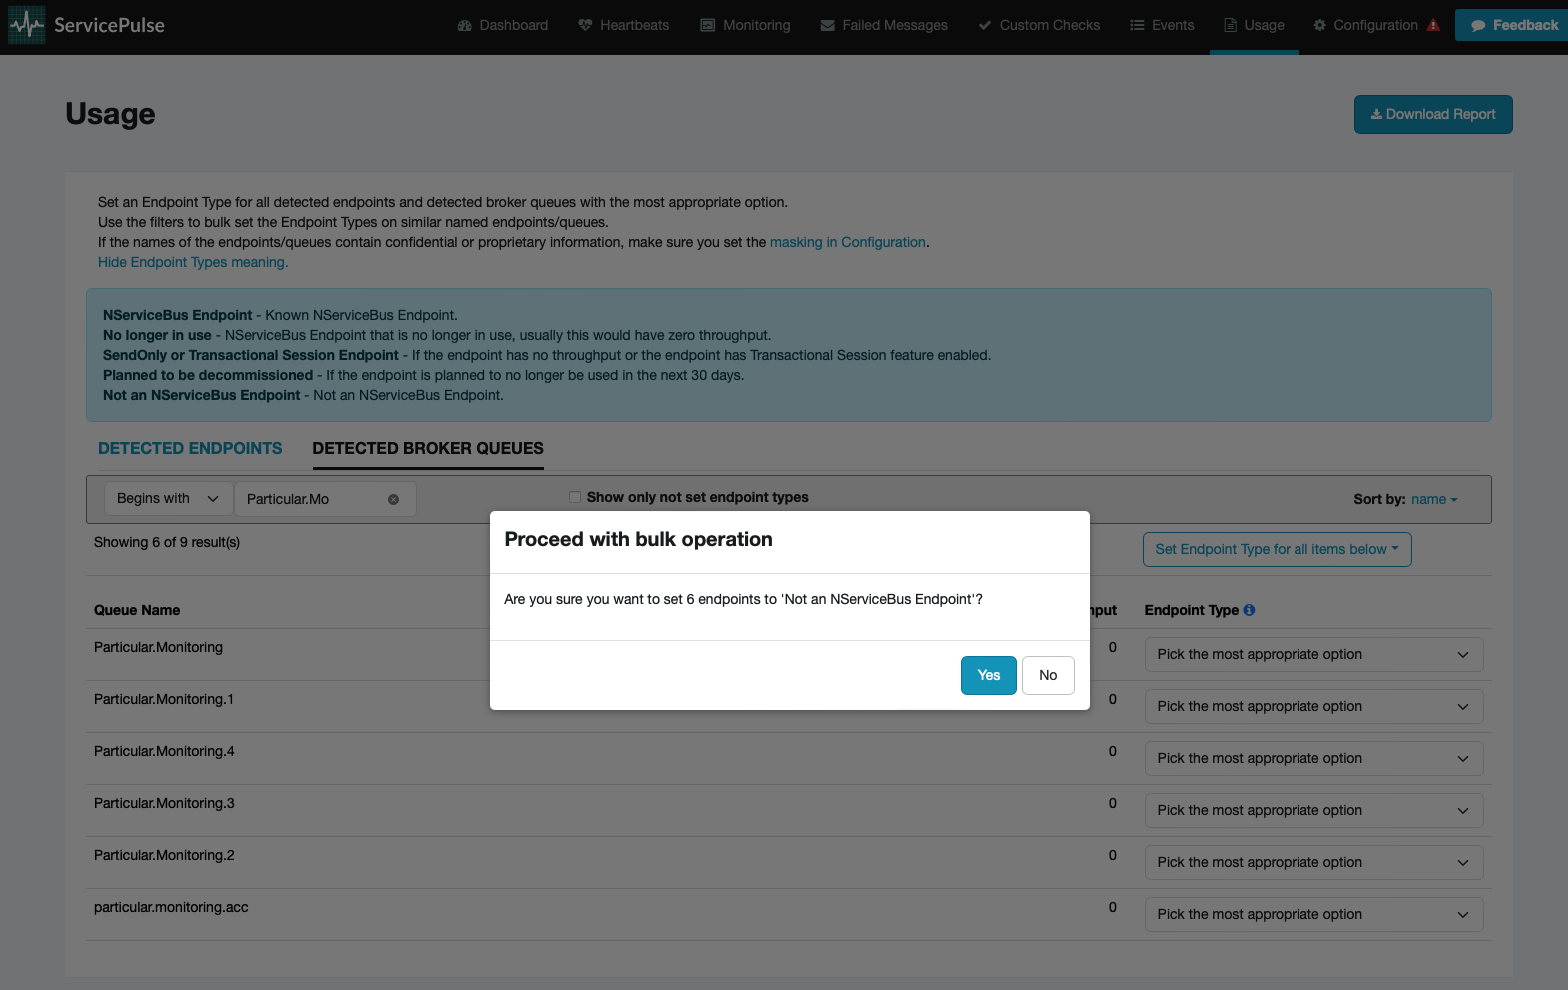 ServicePulse
Dashboard
Heartbeats
Monitoring
Failed Messages
Custom Checks
Events
Usage
Configuration
Feedback
Usage
Download Report
Set an Endpoint Type for all detected endpoints and detected broker queues with the most appropriate option.
Use the filters to bulk set the Endpoint Types on similar named endpoints/queues.
If the names of the endpoints/queues contain confidential or proprietary information, make sure you set the masking in Configuration.
Hide Endpoint Types meaning.
NServiceBus Endpoint - Known NServiceBus Endpoint.
No longer in use - NServiceBus Endpoint that is no longer in use, usually this would have zero throughput.
SendOnly or Transactional Session Endpoint - If the endpoint has no throughput or the endpoint has Transactional Session feature enabled.
Planned to be decommissioned - If the endpoint is planned to no longer be used in the next 30 days.
Not an NServiceBus Endpoint - Not an NServiceBus Endpoint.
DETECTED ENDPOINTS
DETECTED BROKER QUEUES
Begins with
Particular.Mo
Show only not set endpoint types
Sort by: name
Showing 6 of 9 result(s)
Set Endpoint Type for all items below
Proceed with bulk operation
Are you sure you want to set 6 endpoints to 'Not an NServiceBus Endpoint'?
Yes
No
Queue Name
put
Endpoint Type
Particular.Monitoring
0
Pick the most appropriate option
Particular.Monitoring.1
0
Pick the most appropriate option
Particular.Monitoring.4
0
Pick the most appropriate option
Particular.Monitoring.3
0
Pick the most appropriate option
Particular.Monitoring.2
0
Pick the most appropriate option
particular.monitoring.acc
0
Pick the most appropriate option